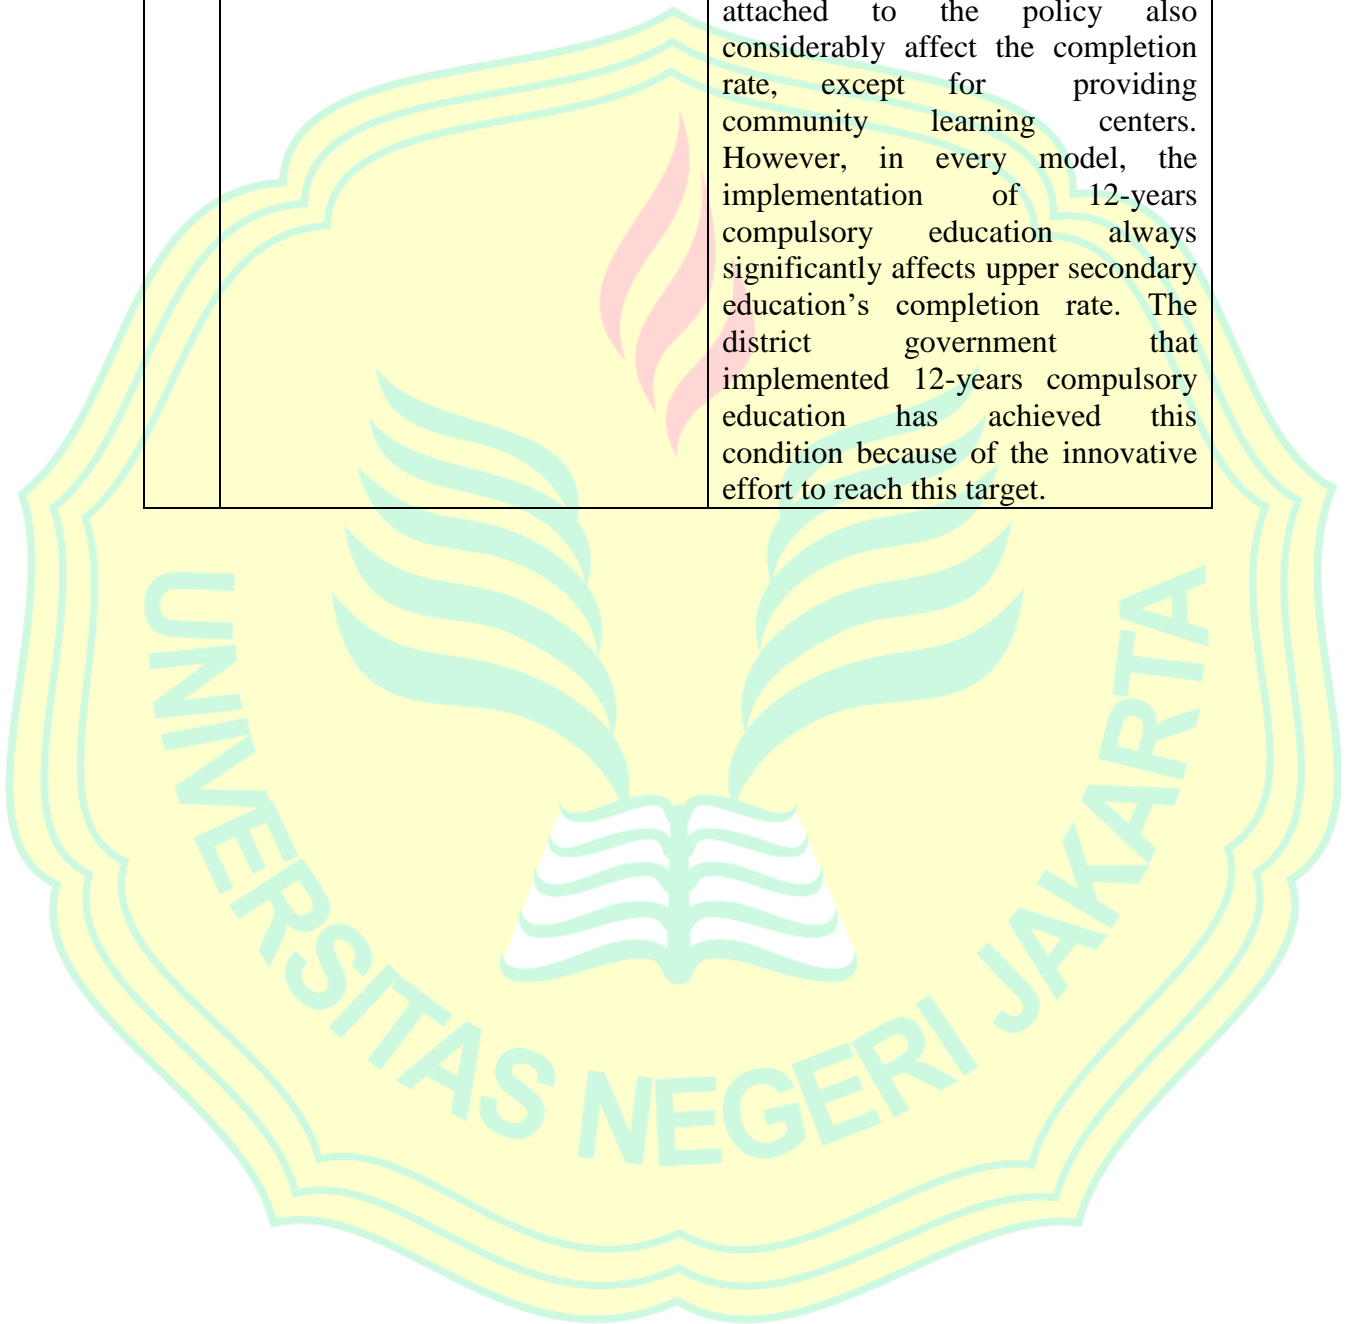 attached to the policy also
considerably affect the completion
rate, except for providing
community learning centers.
However, in every model, the
implementation of 12-years
compulsory education always
significantly affects upper secondary
education’s completion rate. The
district government that
implemented 12-years compulsory
education has achieved this
condition because of the innovative
effort to reach this target.
UNIVERSITAS NEGERI JAKARTA